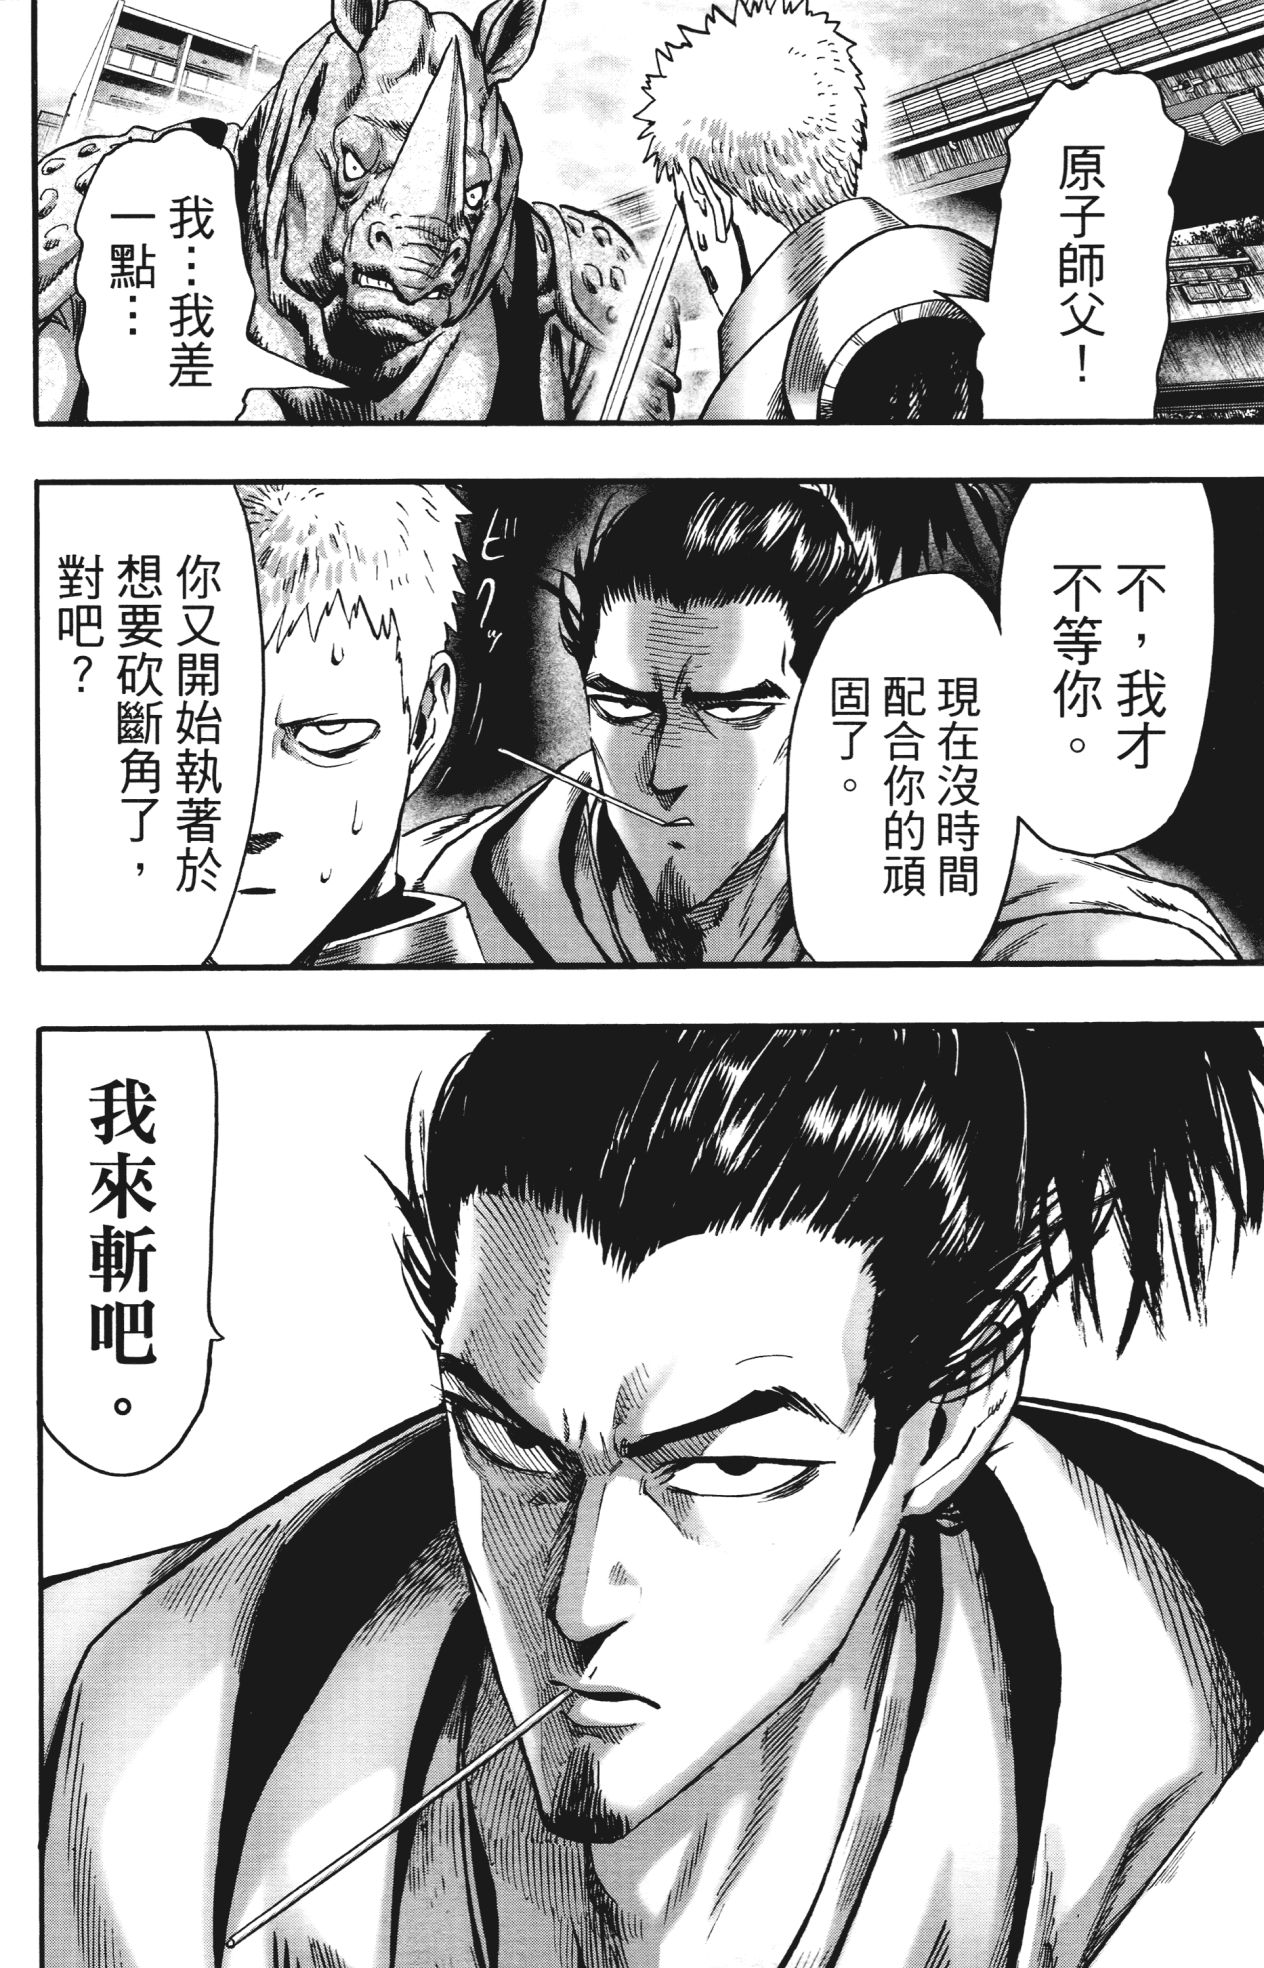 原子師父！
我…我差
一點…
不，我才
不等你。
現在沒時間
配合你的頑
固了。
ビクッ
你又開始執著於
想要砍斷角了，
對吧？
我來斬吧。